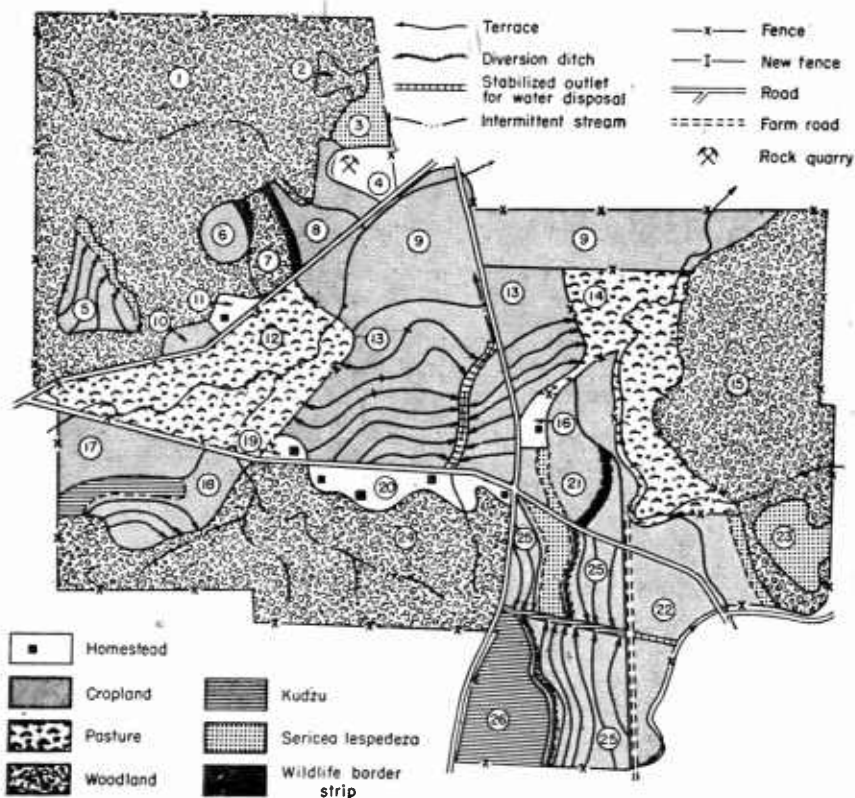 Terrace
Diversion ditch
Stabilized outlet
for water disposal
Intermittent stream
Fence
New fence
Road
Farm road
Rock quarry
1
2
3
4
5
6
7
8
9
9
10
11
12
13
13
14
15
16
17
18
19
20
21
22
23
24
25
25
26
26
Homestead
Cropland
Pasture
Woodland
Kudzu
Sericea lespedeza
Wildlife border
strip